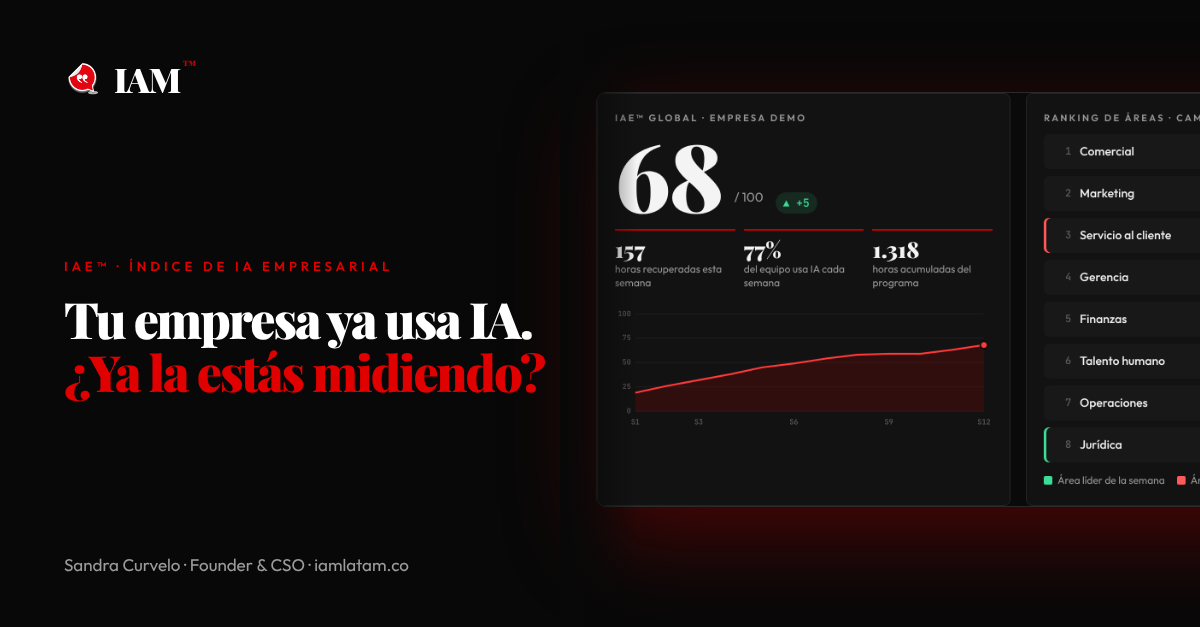 IAM™
IAE™ · ÍNDICE DE IA EMPRESARIAL
Tu empresa ya usa IA.
¿Ya la estás midiendo?
Sandra Curvelo · Founder & CSO · iamlatam.co
IAE™ GLOBAL · EMPRESA DEMO
68 / 100 ▲ +5
157
horas recuperadas esta
semana
77%
del equipo usa IA cada
semana
1.318
horas acumuladas del
programa
100
75
50
25
0
S1 S3 S6 S9 S12
RANKING DE ÁREAS · CAM
1 Comercial
2 Marketing
3 Servicio al cliente
4 Gerencia
5 Finanzas
6 Talento humano
7 Operaciones
8 Jurídica
Área líder de la semana